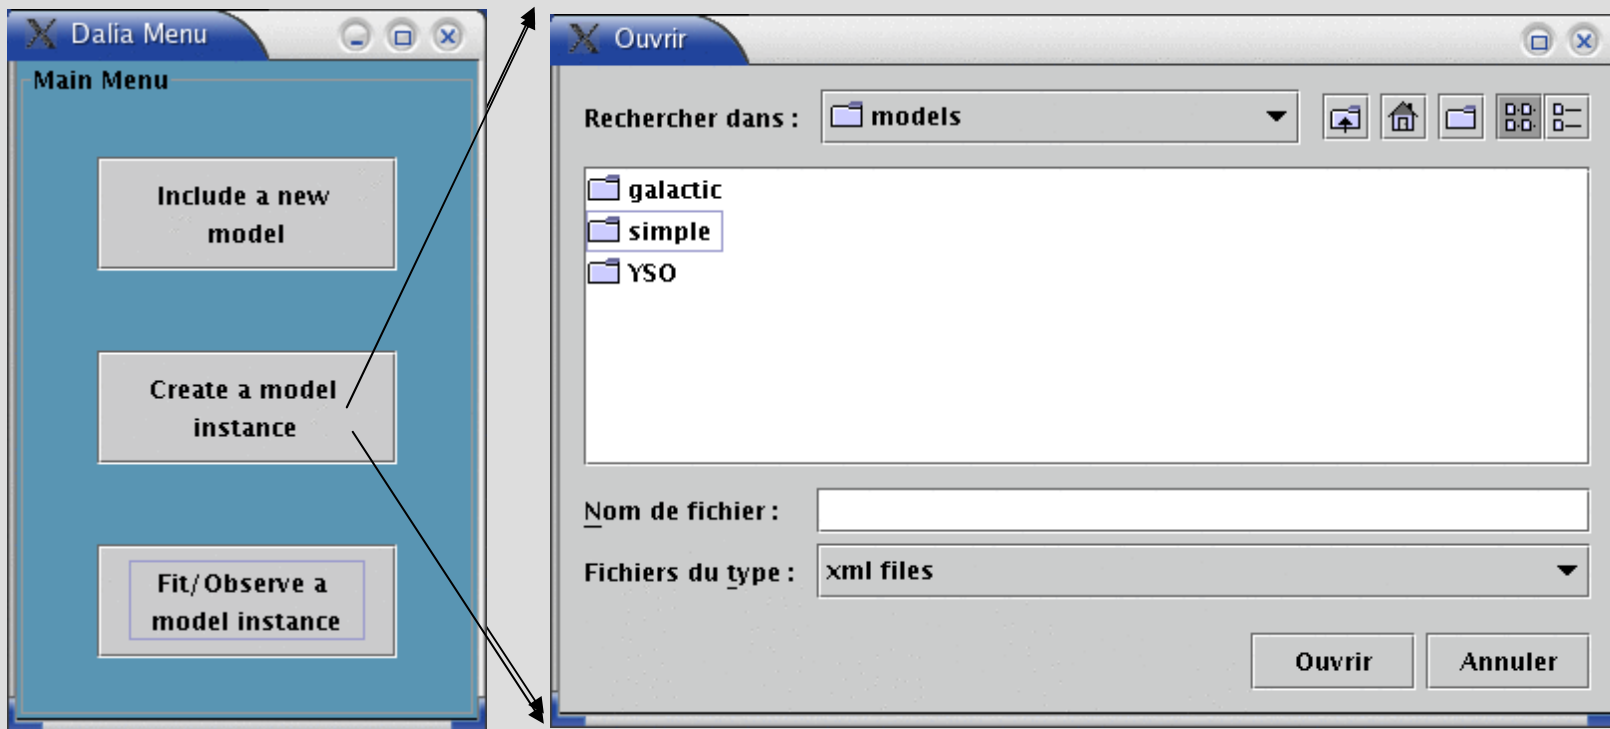 Dalia Menu
Main Menu
Include a new
model
Create a model
instance
Fit/Observe a
model instance
Ouvrir
Rechercher dans :
models
galactic
simple
YSO
Nom de fichier :
Fichiers du type :
xml files
Ouvrir
Annuler